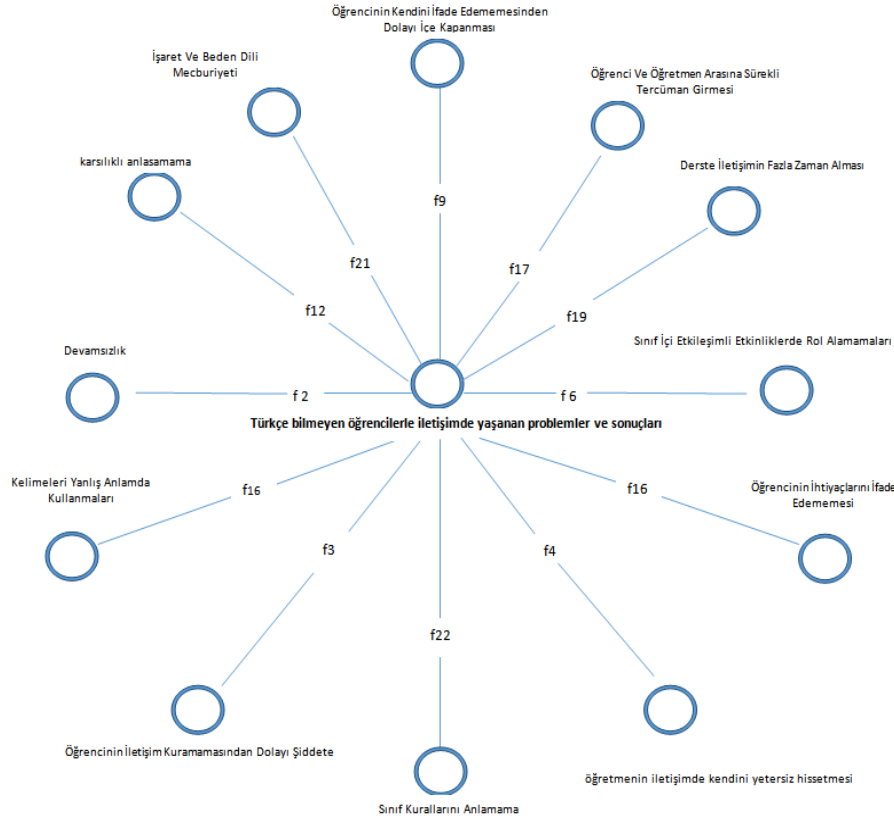 Öğrencinin Kendini İfade Edememesinden
Dolayı İçe Kapanması
İşaret Ve Beden Dili
Mecburiyeti
Öğrenci Ve Öğretmen Arasına Sürekli
Tercüman Girmesi
karsılıklı anlasamama
Derste İletişimin Fazla Zaman Alması
f9
f21
f17
f12
f19
Devamsızlık
Sınıf İçi Etkileşimli Etkinliklerde Rol Alamamaları
f 2
f 6
Türkçe bilmeyen öğrencilerle iletişimde yaşanan problemler ve sonuçları
Kelimeleri Yanlış Anlamda
Kullanmaları
f16
f16
Öğrencinin İhtiyaçlarını İfade
Edememesi
f3
f4
f22
Öğrencinin İletişim Kuramamasından Dolayı Şiddete
öğretmenin iletişimde kendini yetersiz hissetmesi
Sınıf Kurallarını Anlamama